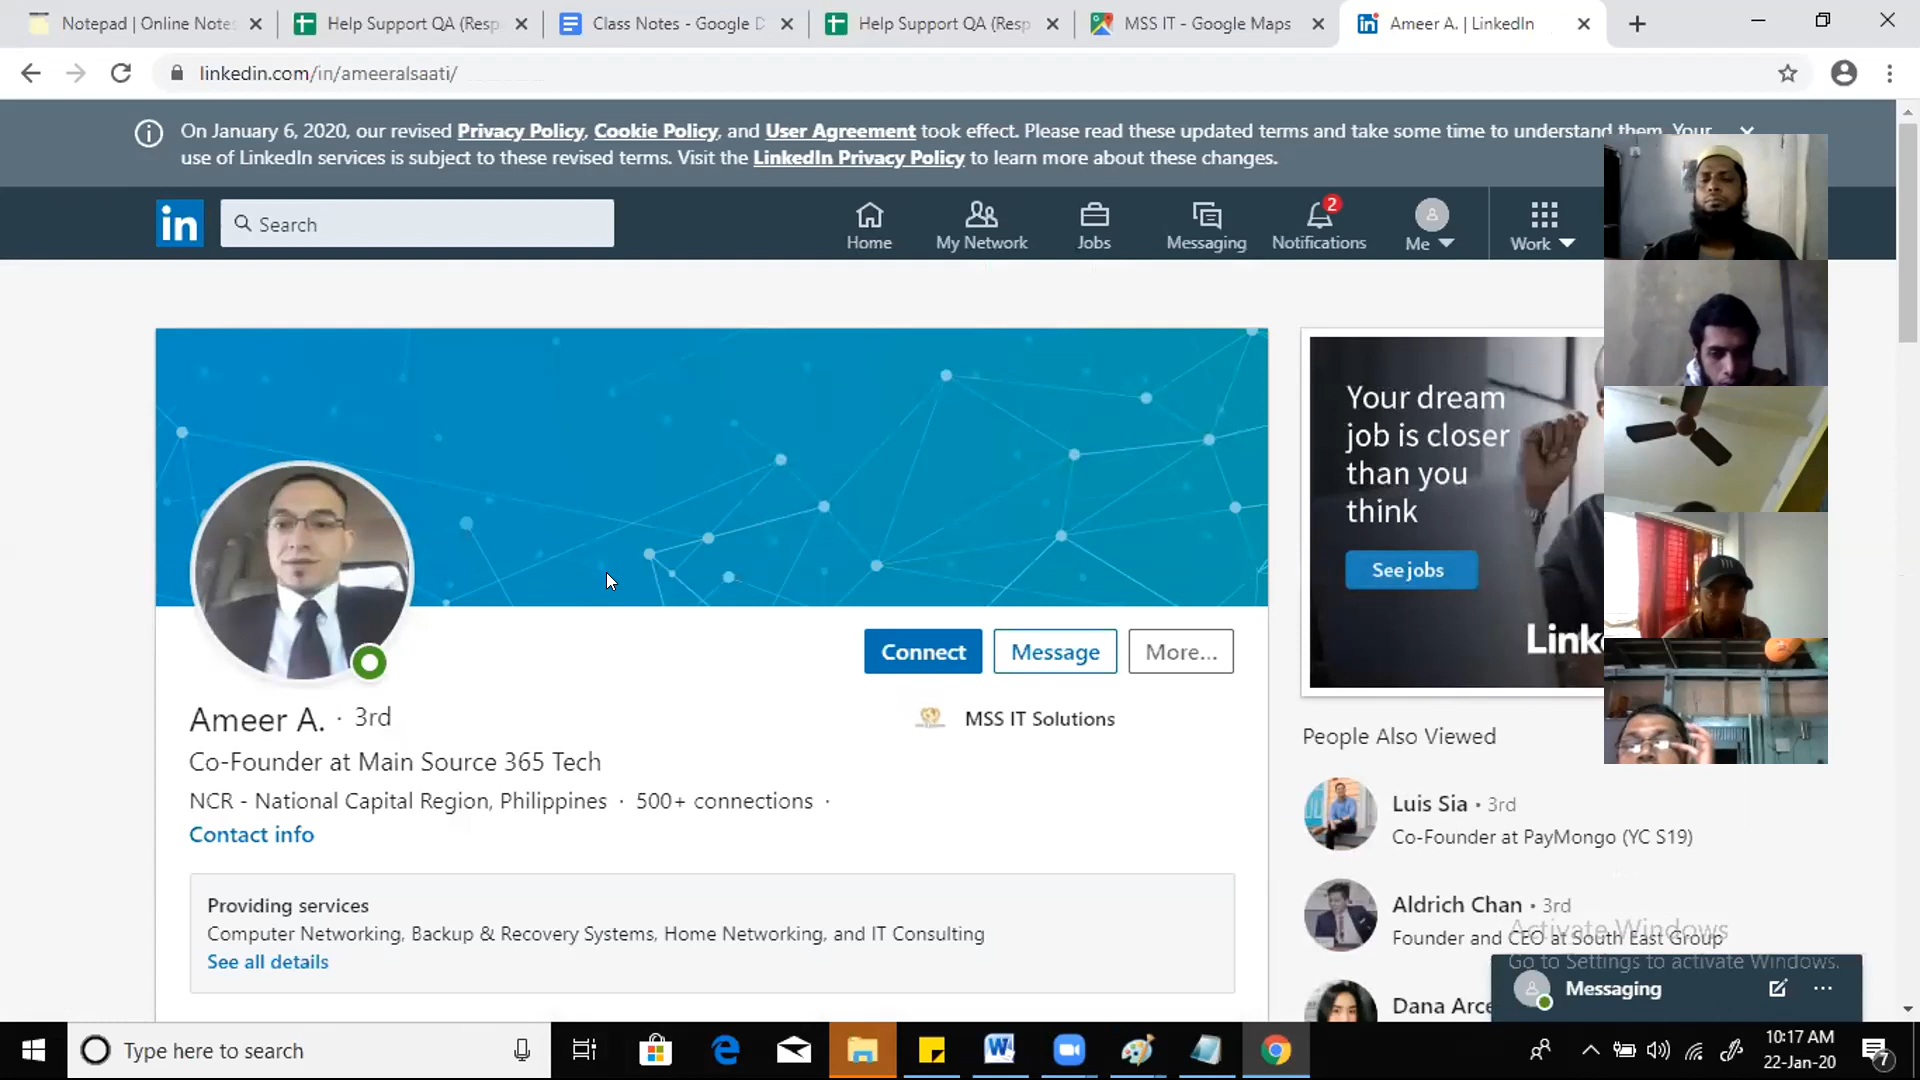 Notepad | Online Notes
Help Support QA (Resp
Class Notes - Google D
Help Support QA (Resp
MSS IT - Google Maps
Ameer A. | LinkedIn
linkedin.com/in/ameeralsaati/
On January 6, 2020, our revised Privacy Policy, Cookie Policy, and User Agreement took effect. Please read these updated terms and take some time to understand them. Your
use of LinkedIn services is subject to these revised terms. Visit the LinkedIn Privacy Policy to learn more about these changes.
in
Search
Home
My Network
Jobs
Messaging
2
Notifications
Me
Work
Your dream
job is closer
than you
think
See jobs
Link
Connect
Message
More...
Ameer A. · 3rd
MSS IT Solutions
Co-Founder at Main Source 365 Tech
NCR - National Capital Region, Philippines · 500+ connections ·
Contact info
Providing services
Computer Networking, Backup & Recovery Systems, Home Networking, and IT Consulting
See all details
People Also Viewed
Luis Sia • 3rd
Co-Founder at PayMongo (YC S19)
Aldrich Chan • 3rd
Founder and CEO at South East Group
Dana Arce
Activate Windows
Go to Settings to activate Windows.
Messaging
Type here to search
10:17 AM
22-Jan-20
7